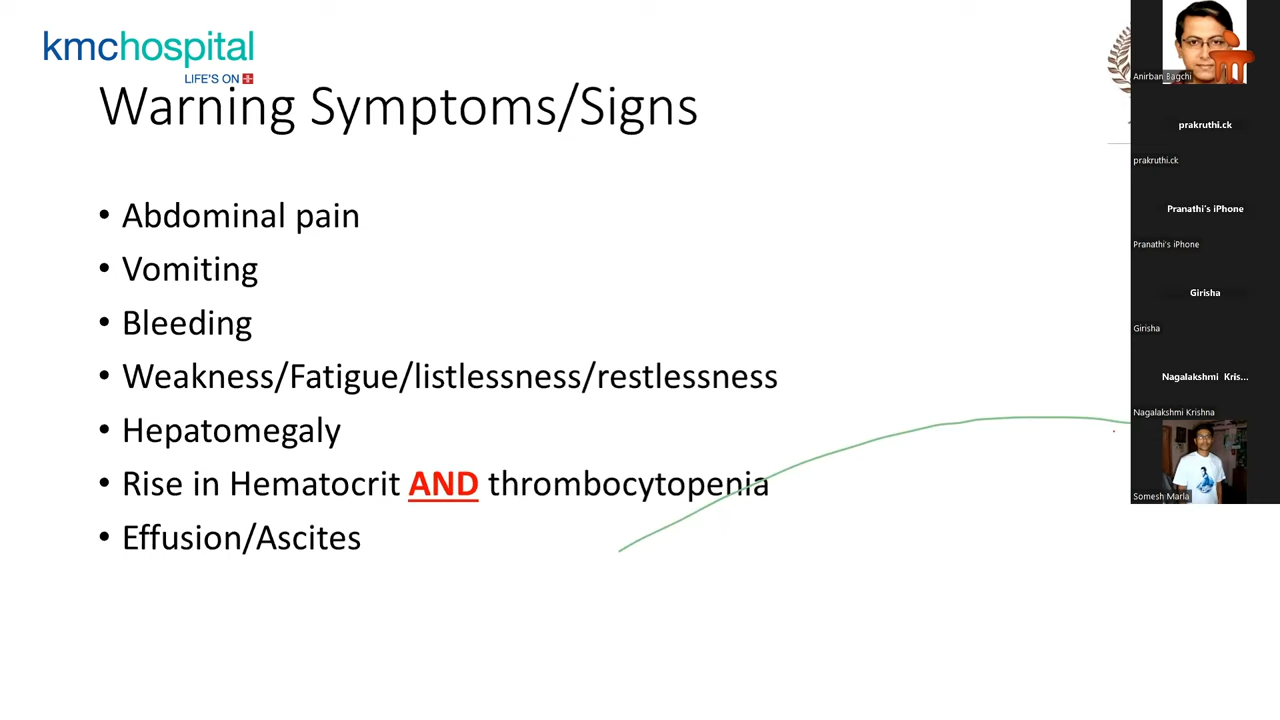 kmchospital
LIFE'S ON
Warning Symptoms/Signs
• Abdominal pain
• Vomiting
• Bleeding
• Weakness/Fatigue/listlessness/restlessness
• Hepatomegaly
• Rise in Hematocrit AND thrombocytopenia
• Effusion/Ascites
Anirban Bagchi
prakruthi.ck
prakruthi.ck
Pranathi's iPhone
Pranathi's iPhone
Girisha
Girisha
Nagalakshmi Kris...
Nagalakshmi Krishna
Somesh Marla